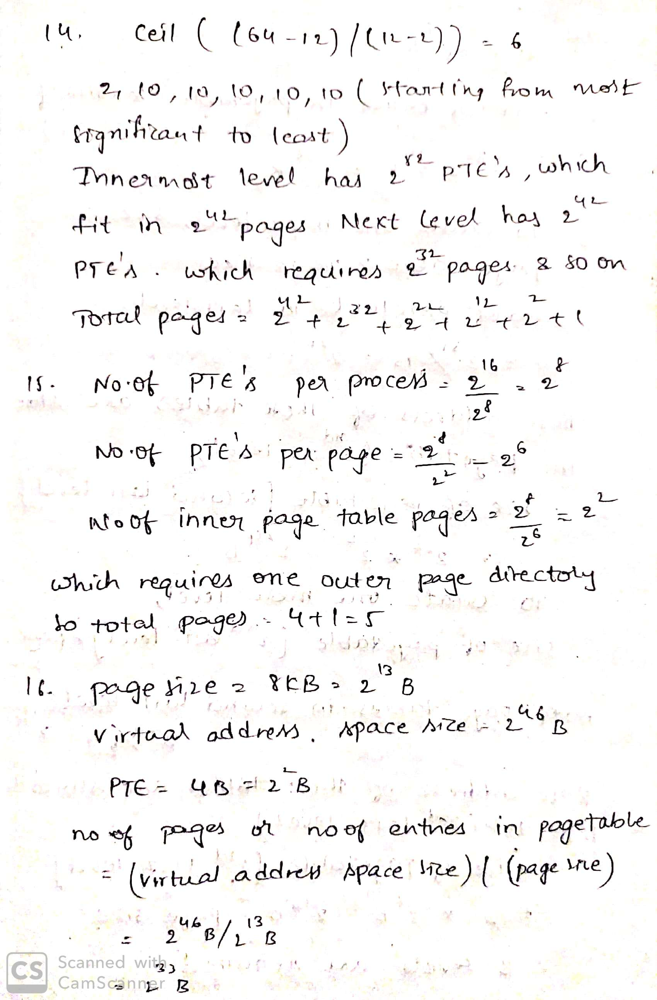 14. Ceil ( (64-12)/(12-2)) = 6
2, 10, 10, 10, 10, 10 (starting from most
significant to least)
Innermost level has 2^52 PTE's, which
fit in 2^42 pages. Next level has 2^42
PTE's. which requires 2^32 pages & so on
Total pages = 2^42 + 2^32 + 2^22 + 2^12 + 2^2 + 1
15. No.of PTE's per process = 2^16/2^8 = 2^8
No.of PTE's per page = 2^8/2^2 = 2^6
No of inner page table pages = 2^8/2^6 = 2^2
which requires one outer page directory
so total pages = 4+1=5
16. page size = 8KB = 2^13 B
virtual address space size = 2^46 B
PTE = 4B = 2^2 B
no of pages or no of entries in pagetable
= (virtual address space size) / (page size)
= 2^46 B/2^13 B
= 2^33 B
CS Scanned with
CamScanner